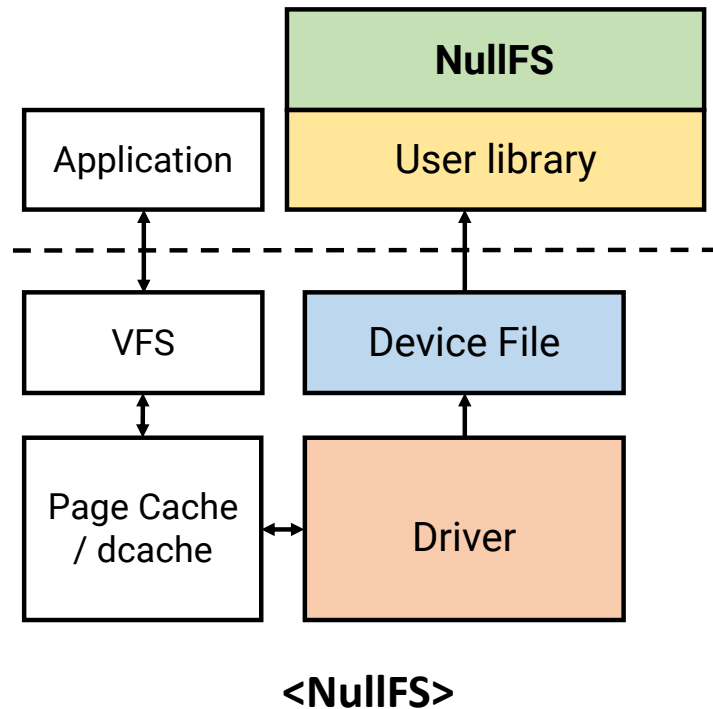 NullFS
Application
User library
VFS
Device File
Page Cache
/ dcache
Driver
<NullFS>